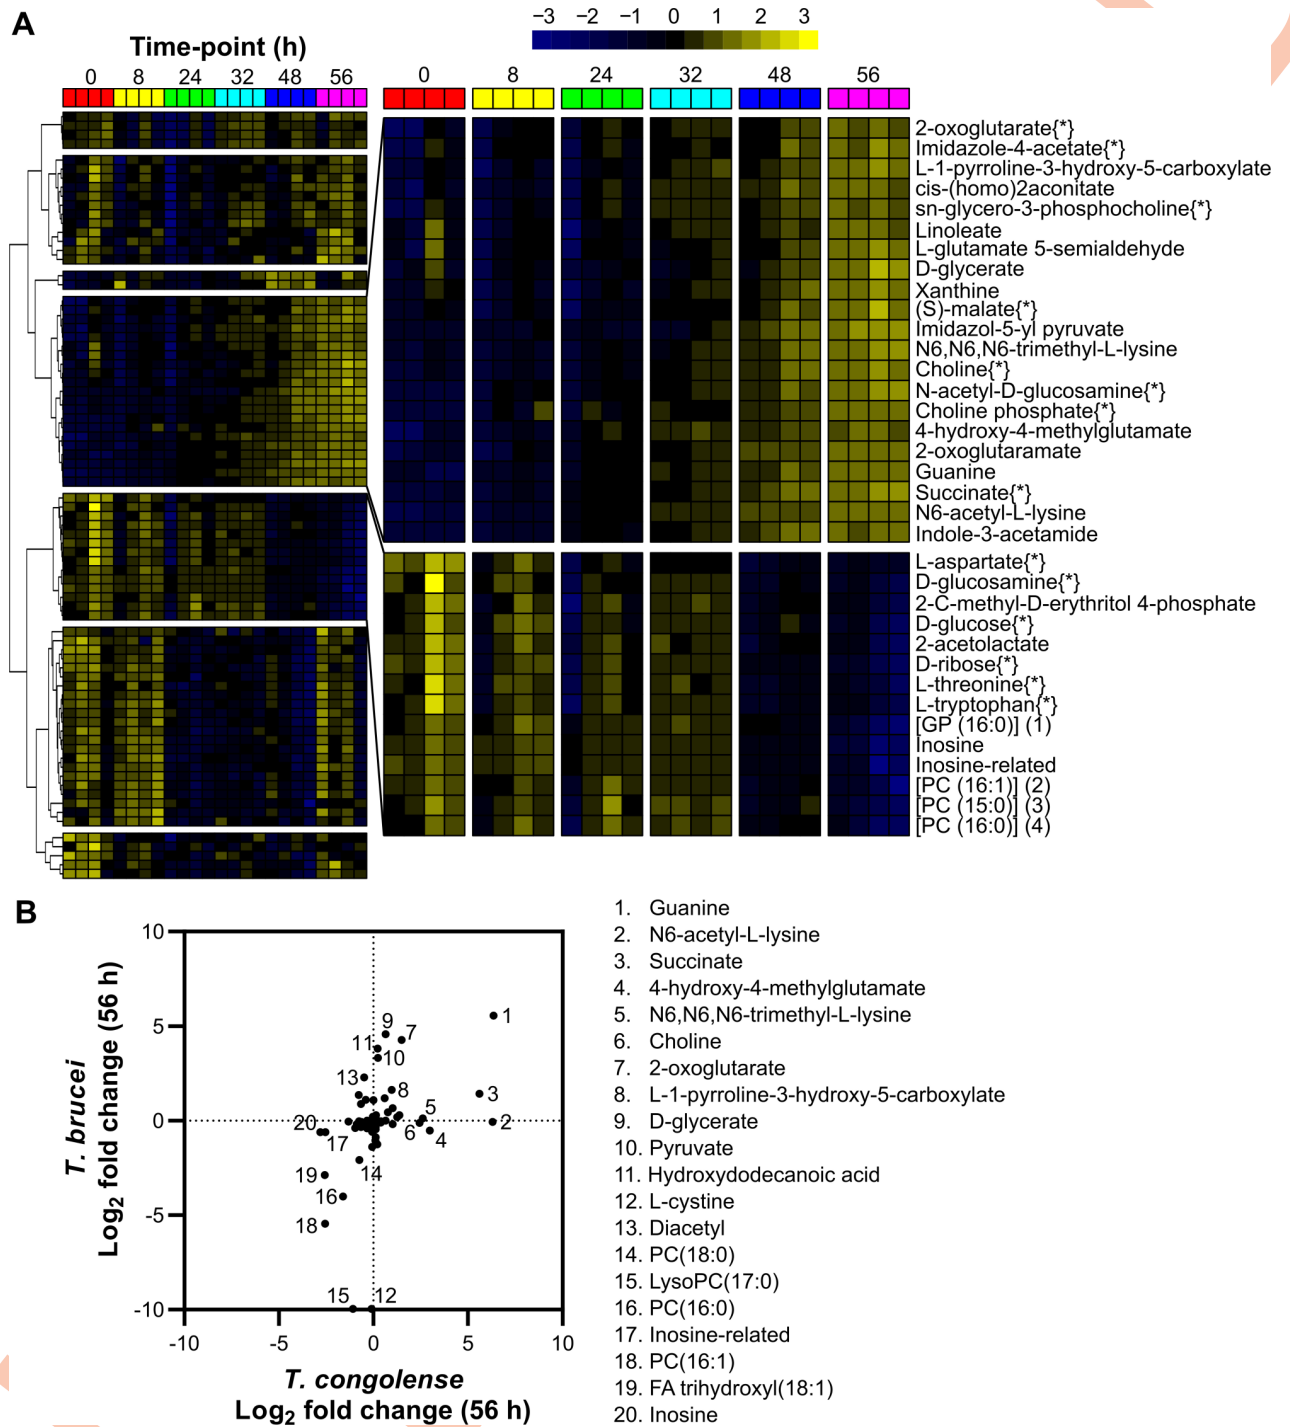 A
−3 −2 −1 0 1 2 3
Time-point (h)
0 8 24 32 48 56
0 8 24 32 48 56
2-oxoglutarate{*}
Imidazole-4-acetate{*}
L-1-pyrroline-3-hydroxy-5-carboxylate
cis-(homo)2aconitate
sn-glycero-3-phosphocholine{*}
Linoleate
L-glutamate 5-semialdehyde
D-glycerate
Xanthine
(S)-malate{*}
Imidazol-5-yl pyruvate
N6,N6,N6-trimethyl-L-lysine
Choline{*}
N-acetyl-D-glucosamine{*}
Choline phosphate{*}
4-hydroxy-4-methylglutamate
2-oxoglutaramate
Guanine
Succinate{*}
N6-acetyl-L-lysine
Indole-3-acetamide
L-aspartate{*}
D-glucosamine{*}
2-C-methyl-D-erythritol 4-phosphate
D-glucose{*}
2-acetolactate
D-ribose{*}
L-threonine{*}
L-tryptophan{*}
[GP (16:0)] (1)
Inosine
Inosine-related
[PC (16:1)] (2)
[PC (15:0)] (3)
[PC (16:0)] (4)
B
T. brucei
Log2 fold change (56 h)
10
5
0
-5
-10
-10 -5 0 5 10
1
9
7
11
10
13
8
3
5
20
2
6
4
17
14
19
16
18
15
12
T. congolense
Log2 fold change (56 h)
1. Guanine
2. N6-acetyl-L-lysine
3. Succinate
4. 4-hydroxy-4-methylglutamate
5. N6,N6,N6-trimethyl-L-lysine
6. Choline
7. 2-oxoglutarate
8. L-1-pyrroline-3-hydroxy-5-carboxylate
9. D-glycerate
10. Pyruvate
11. Hydroxydodecanoic acid
12. L-cystine
13. Diacetyl
14. PC(18:0)
15. LysoPC(17:0)
16. PC(16:0)
17. Inosine-related
18. PC(16:1)
19. FA trihydroxyl(18:1)
20. Inosine